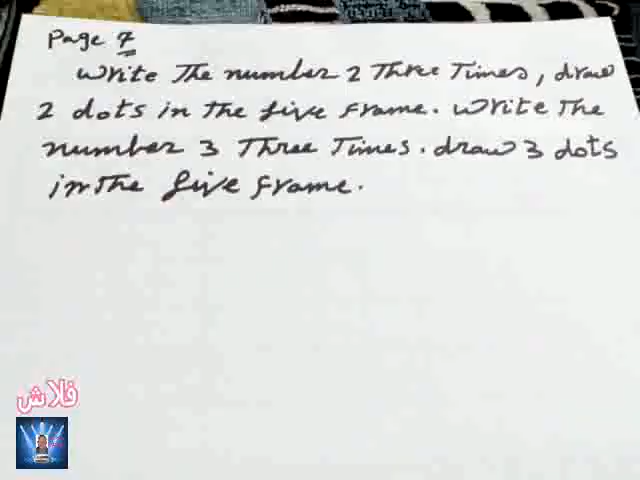 Page 7
Write The number 2 Three Times, draw
2 dots in the five frame. Write the
number 3 Three Times. draw 3 dots
in the five frame.
فلاش